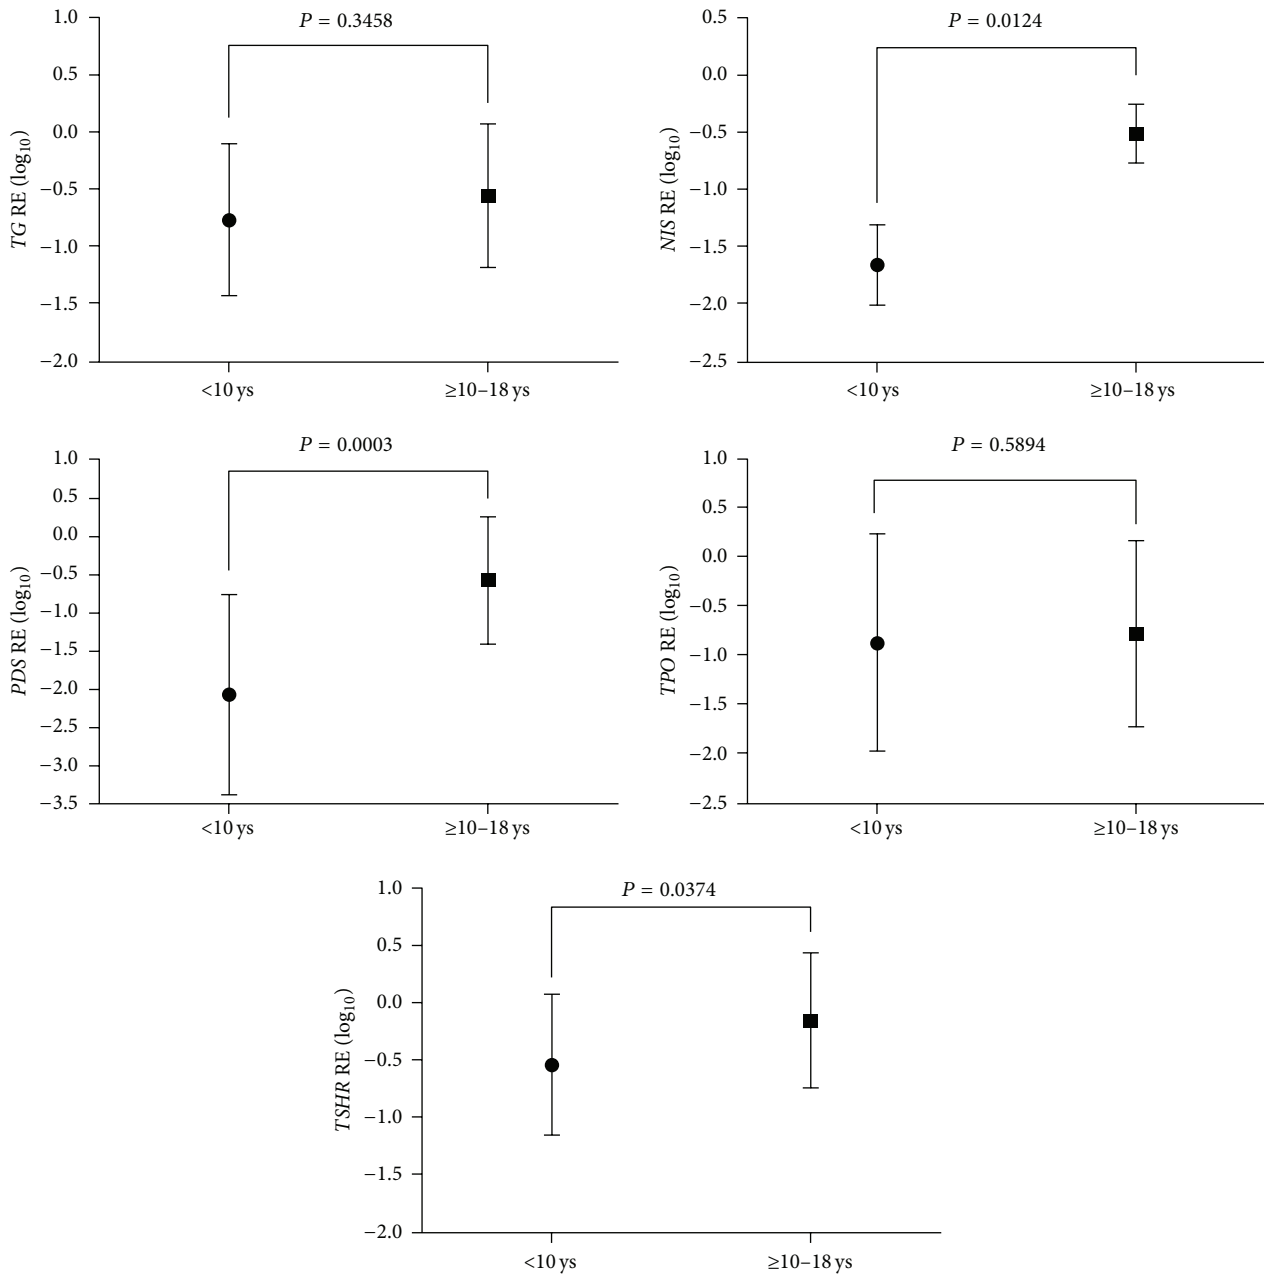 P = 0.3458
TG RE (log10)
1.0
0.5
0.0
−0.5
−1.0
−1.5
−2.0
<10 ys
≥10–18 ys
P = 0.0124
NIS RE (log10)
0.5
0.0
−0.5
−1.0
−1.5
−2.0
−2.5
<10 ys
≥10–18 ys
P = 0.0003
PDS RE (log10)
1.0
0.5
0.0
−0.5
−1.0
−1.5
−2.0
−2.5
−3.0
−3.5
<10 ys
≥10–18 ys
P = 0.5894
TPO RE (log10)
1.0
0.5
0.0
−0.5
−1.0
−1.5
−2.0
−2.5
<10 ys
≥10–18 ys
P = 0.0374
TSHR RE (log10)
1.0
0.5
0.0
−0.5
−1.0
−1.5
−2.0
<10 ys
≥10–18 ys